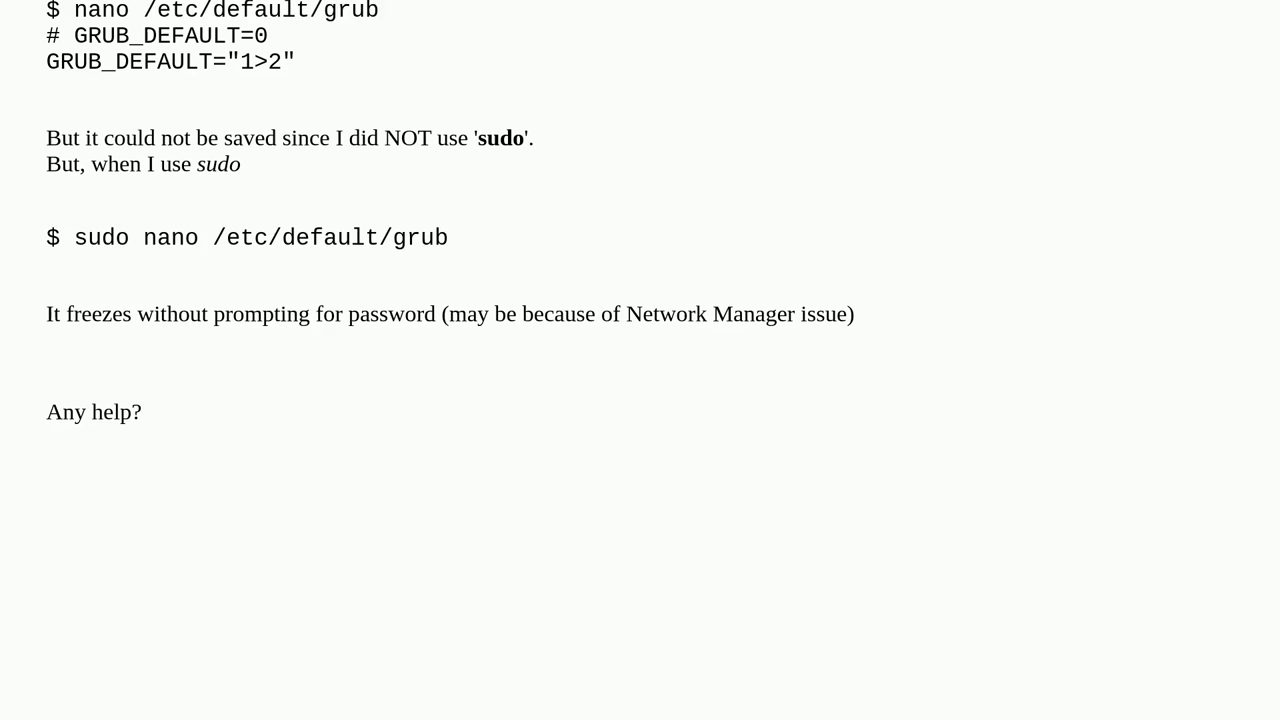 $ nano /etc/default/grub
# GRUB_DEFAULT=0
GRUB_DEFAULT="1>2"
But it could not be saved since I did NOT use 'sudo'.
But, when I use sudo
$ sudo nano /etc/default/grub
It freezes without prompting for password (may be because of Network Manager issue)
Any help?